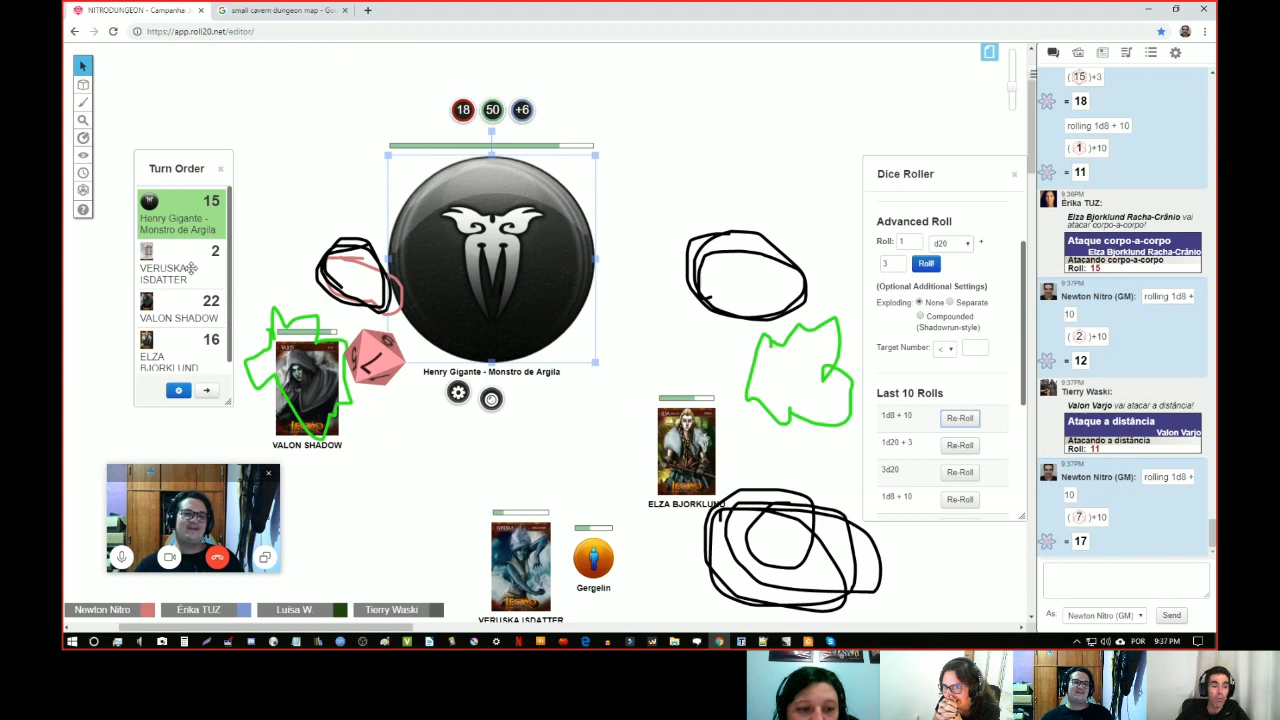 NITRODUNGEON - Campanha:
small cavern dungeon map - Go
https://app.roll20.net/editor/
18
50
+6
Turn Order
15
Henry Gigante -
Monstro de Argila
2
VERUSKA
ISDATTER
22
VALON SHADOW
16
ELZA
BJORKLUND
Henry Gigante - Monstro de Argila
7
VALON SHADOW
ELZA BJORKLUND
Gergelin
VERUSKA ISDATTER
Dice Roller
Advanced Roll
Roll: 1 d20 +
3 Roll!
(Optional Additional Settings)
Exploding: None Separate
Compounded
(Shadowrun-style)
Target Number: <
Last 10 Rolls
1d8 + 10 Re-Roll
1d20 + 3 Re-Roll
3d20 Re-Roll
1d8 + 10 Re-Roll
(15)+3
= 18
rolling 1d8 + 10
(1)+10
= 11
9:36PM
Érika TUZ:
Elza Bjorklund Racha-Crânio vai
atacar corpo-a-corpo!
Ataque corpo-a-corpo
Elza Bjorklund Racha-Crânio
Atacando corpo-a-corpo
Roll: 15
9:37PM
Newton Nitro (GM): rolling 1d8 +
10
(2)+10
= 12
9:37PM
Tierry Waski:
Valon Varjo vai atacar a distância!
Ataque a distância
Valon Varjo
Atacando a distância
Roll: 11
9:37PM
Newton Nitro (GM): rolling 1d8 +
10
(7)+10
= 17
As: Newton Nitro (GM) Send
Newton Nitro
Érika TUZ
Luísa W.
Tierry Waski
POR
9:37 PM